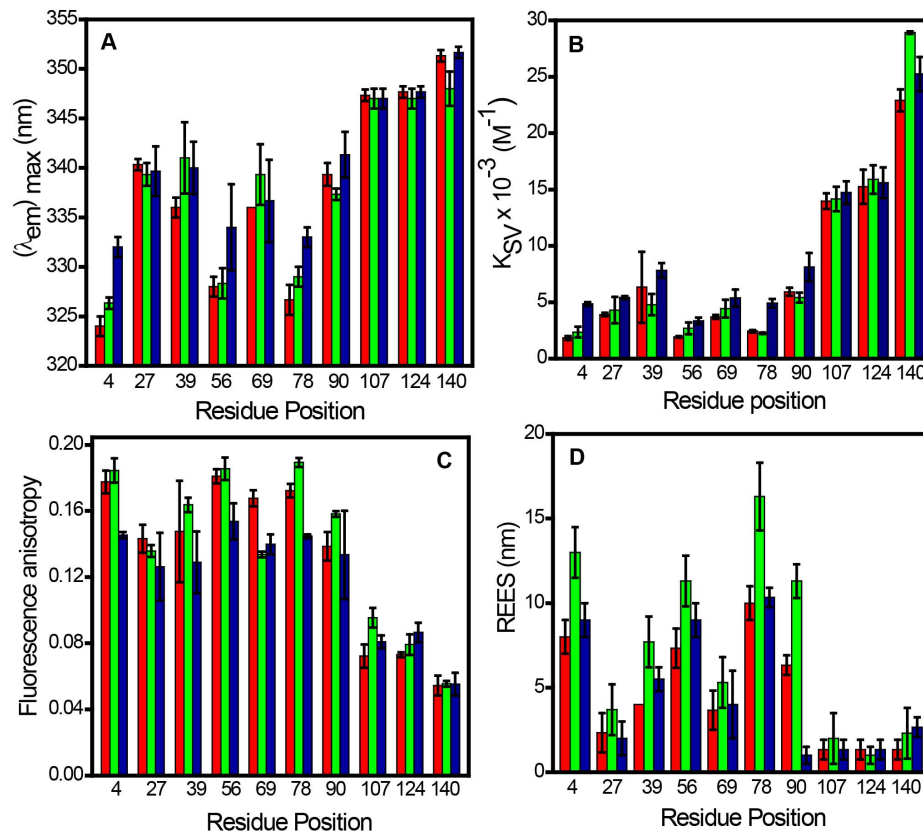 A
355
350
345
340
335
330
325
320
(λem) max (nm)
4 27 39 56 69 78 90 107 124 140
Residue Position
B
30
25
20
15
10
5
0
KSV x 10-3 (M-1)
4 27 39 56 69 78 90 107 124 140
Residue position
C
0.20
0.16
0.12
0.08
0.04
0.00
Fluorescence anisotropy
4 27 39 56 69 78 90 107 124 140
Residue Position
D
20
15
10
5
0
REES (nm)
4 27 39 56 69 78 90 107 124 140
Residue Position